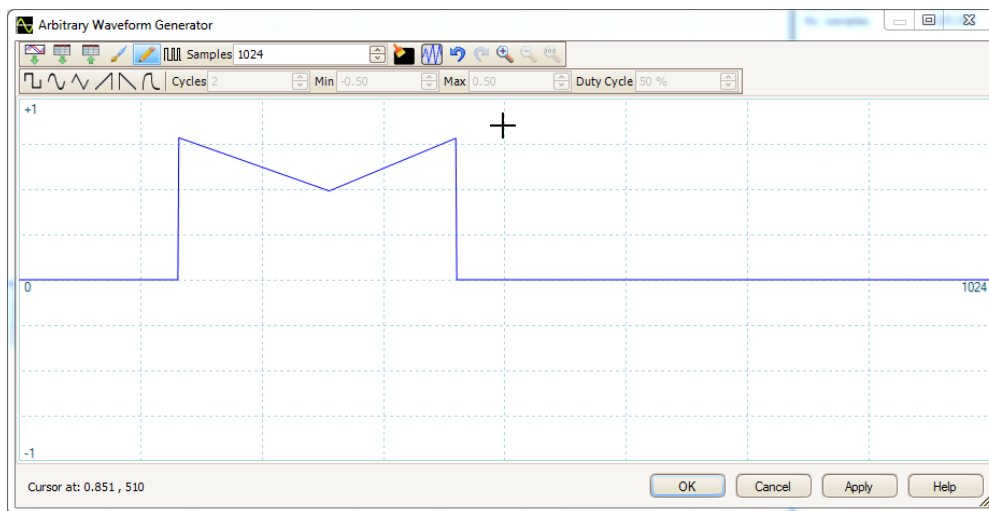 Arbitrary Waveform Generator
Samples 1024
Cycles 2 Min -0.50 Max 0.50 Duty Cycle 50 %
+1
0
1024
-1
Cursor at: 0.851 , 510
OK Cancel Apply Help